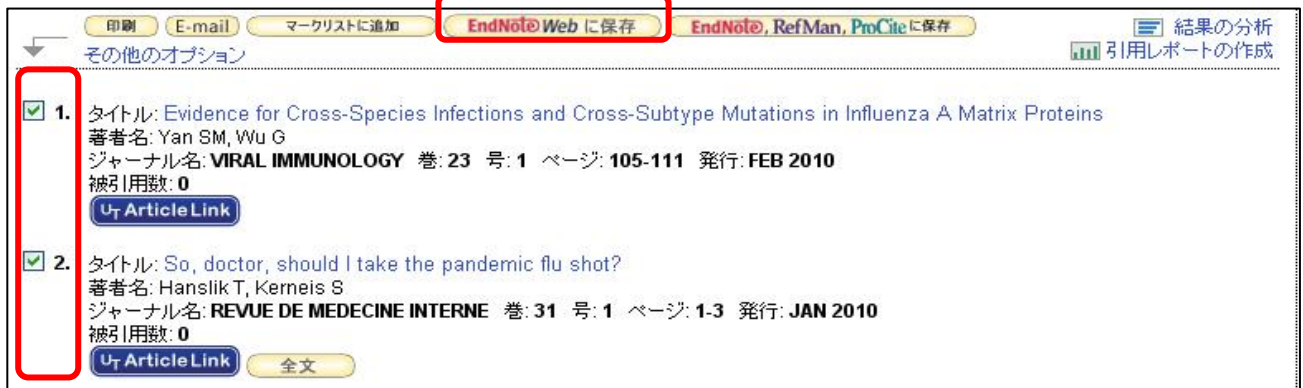 印刷 E-mail マークリストに追加 EndNote Web に保存 EndNote, RefMan, ProCite に保存 結果の分析
その他のオプション 引用レポートの作成
1. タイトル: Evidence for Cross-Species Infections and Cross-Subtype Mutations in Influenza A Matrix Proteins
著者名: Yan SM, Wu G
ジャーナル名: VIRAL IMMUNOLOGY 巻: 23 号: 1 ページ: 105-111 発行: FEB 2010
被引用数: 0
UT Article Link
2. タイトル: So, doctor, should I take the pandemic flu shot?
著者名: Hanslik T, Kerneis S
ジャーナル名: REVUE DE MEDECINE INTERNE 巻: 31 号: 1 ページ: 1-3 発行: JAN 2010
被引用数: 0
UT Article Link 全文